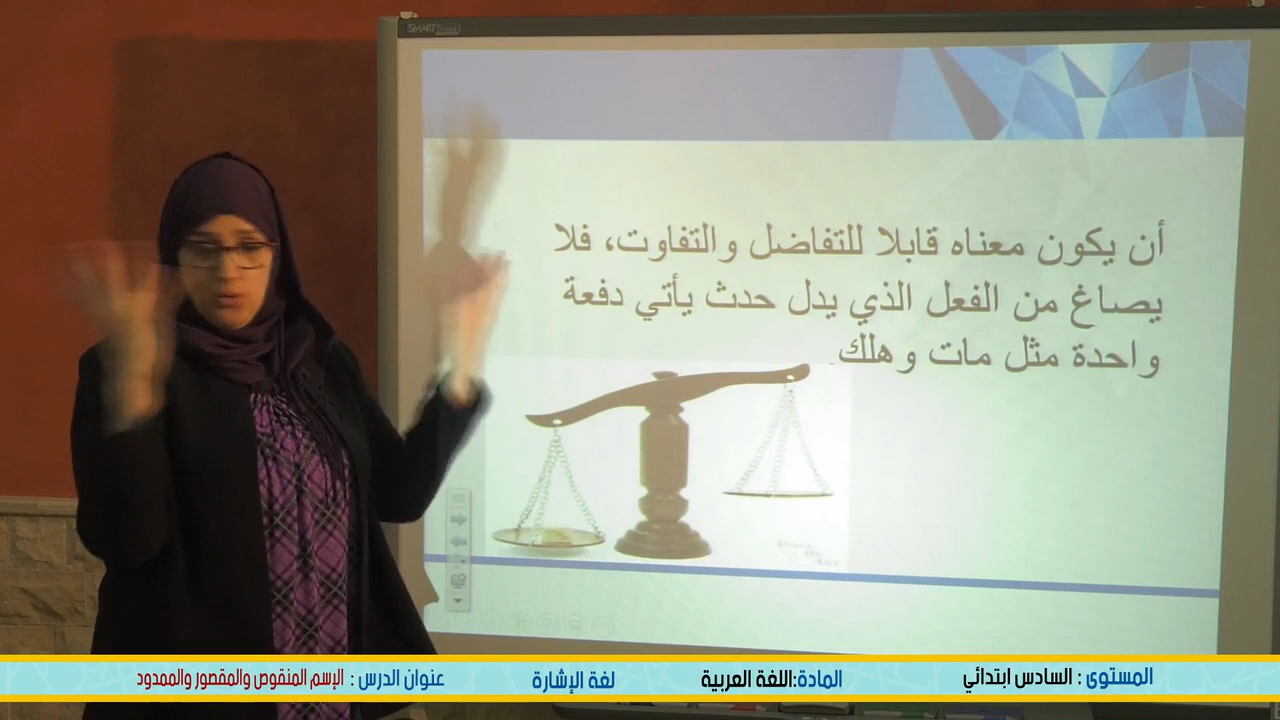 SMART
أن يكون معناه قابلا للتفاضل والتفاوت، فلا
يصاغ من الفعل الذي يدل حدث يأتي دفعة
واحدة مثل مات وهلك.
المستوى : السادس ابتدائي
المادة:اللغة العربية
لغة الإشارة
عنوان الدرس : الإسم المنقوص والمقصور والممدود